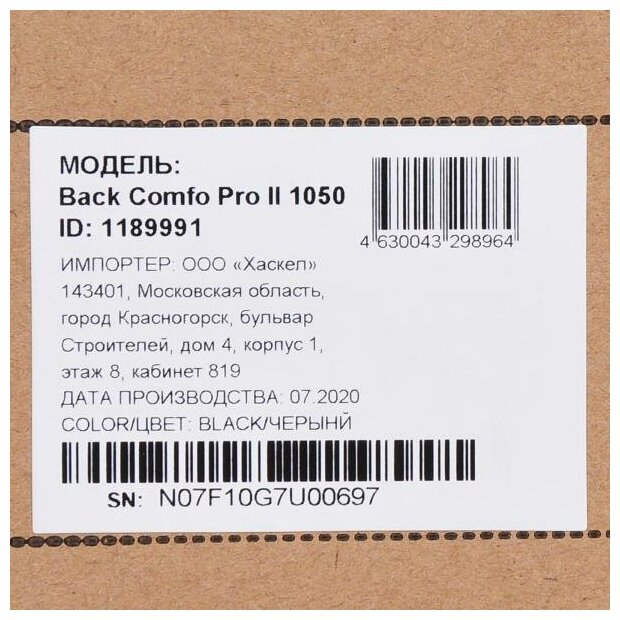 МОДЕЛЬ:
Back Comfo Pro II 1050
ID: 1189991
4 630043 298964
ИМПОРТЕР: ООО «Хаскел»
143401, Московская область,
город Красногорск, бульвар
Строителей, дом 4, корпус 1,
этаж 8, кабинет 819
ДАТА ПРОИЗВОДСТВА: 07.2020
COLOR/ЦВЕТ: BLACK/ЧЕРЫНЙ
SN: N07F10G7U00697